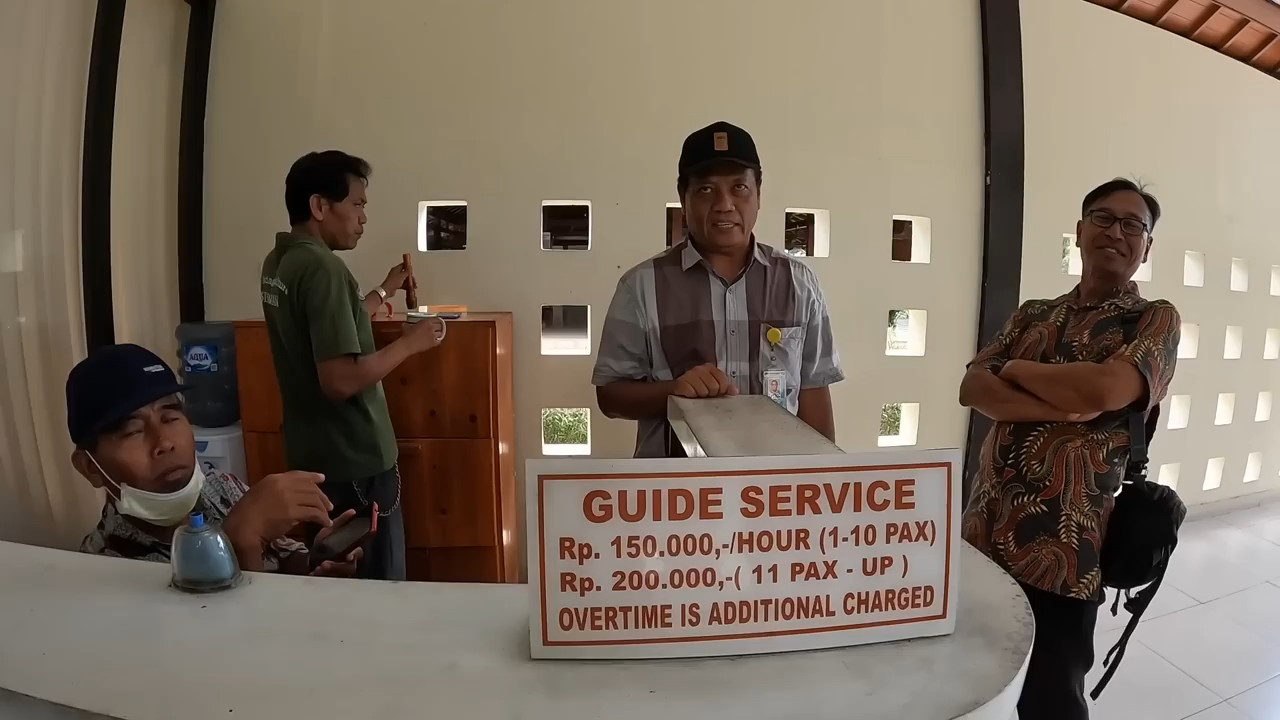 AQUA
GUIDE SERVICE
Rp. 150.000,-/HOUR (1-10 PAX)
Rp. 200.000,-( 11 PAX - UP )
OVERTIME IS ADDITIONAL CHARGED